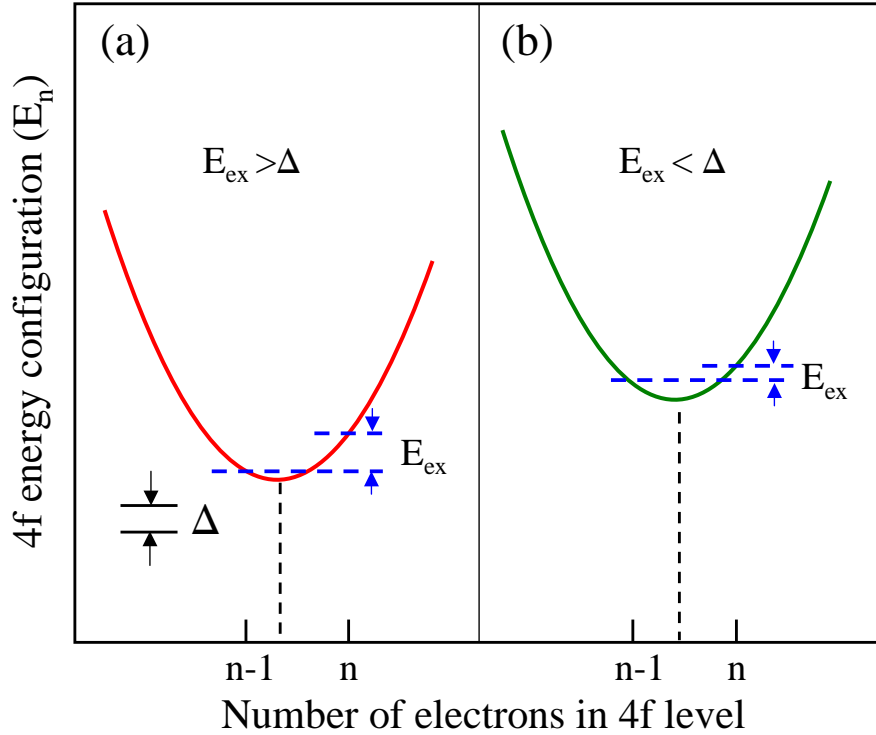 4f energy configuration (Eₙ)
(a)
Eₑₓ >Δ
Eₑₓ
Δ
n-1
n
(b)
Eₑₓ < Δ
Eₑₓ
n-1
n
Number of electrons in 4f level